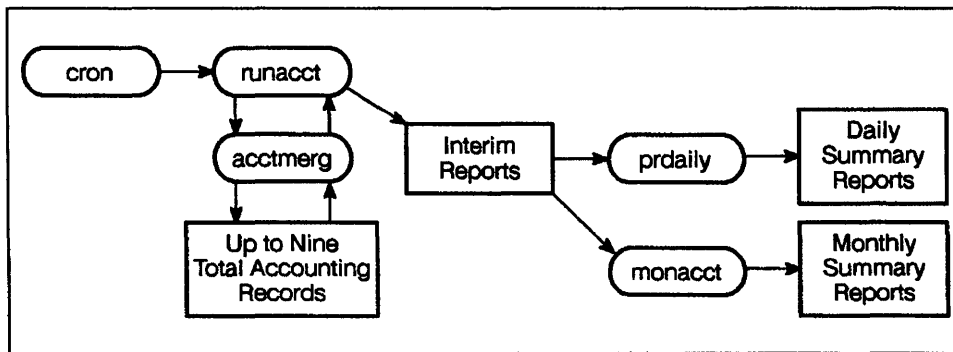 cron
runacct
acctmerg
Up to Nine
Total Accounting
Records
Interim
Reports
prdaily
Daily
Summary
Reports
monacct
Monthly
Summary
Reports